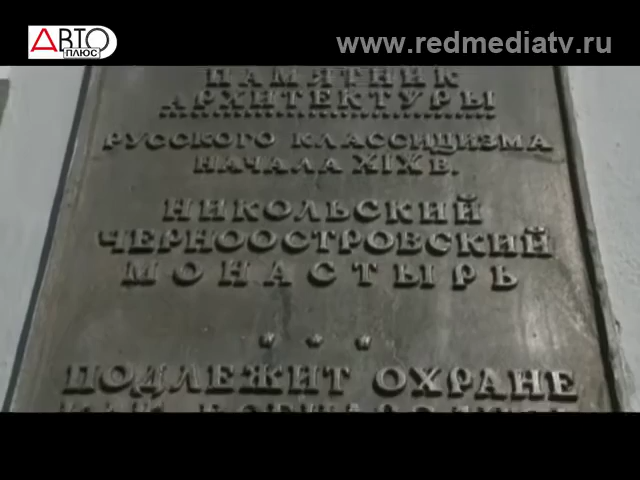 АВТО
ПЛЮС
www.redmediatv.ru
ПАМЯТНИК
АРХИТЕКТУРЫ
РУССКОГО КЛАССИЦИЗМА
НАЧАЛА XIX В.
НИКОЛЬСКИЙ
ЧЕРНООСТРОВСКИЙ
МОНАСТЫРЬ
* * *
ПОДЛЕЖИТ ОХРАНЕ